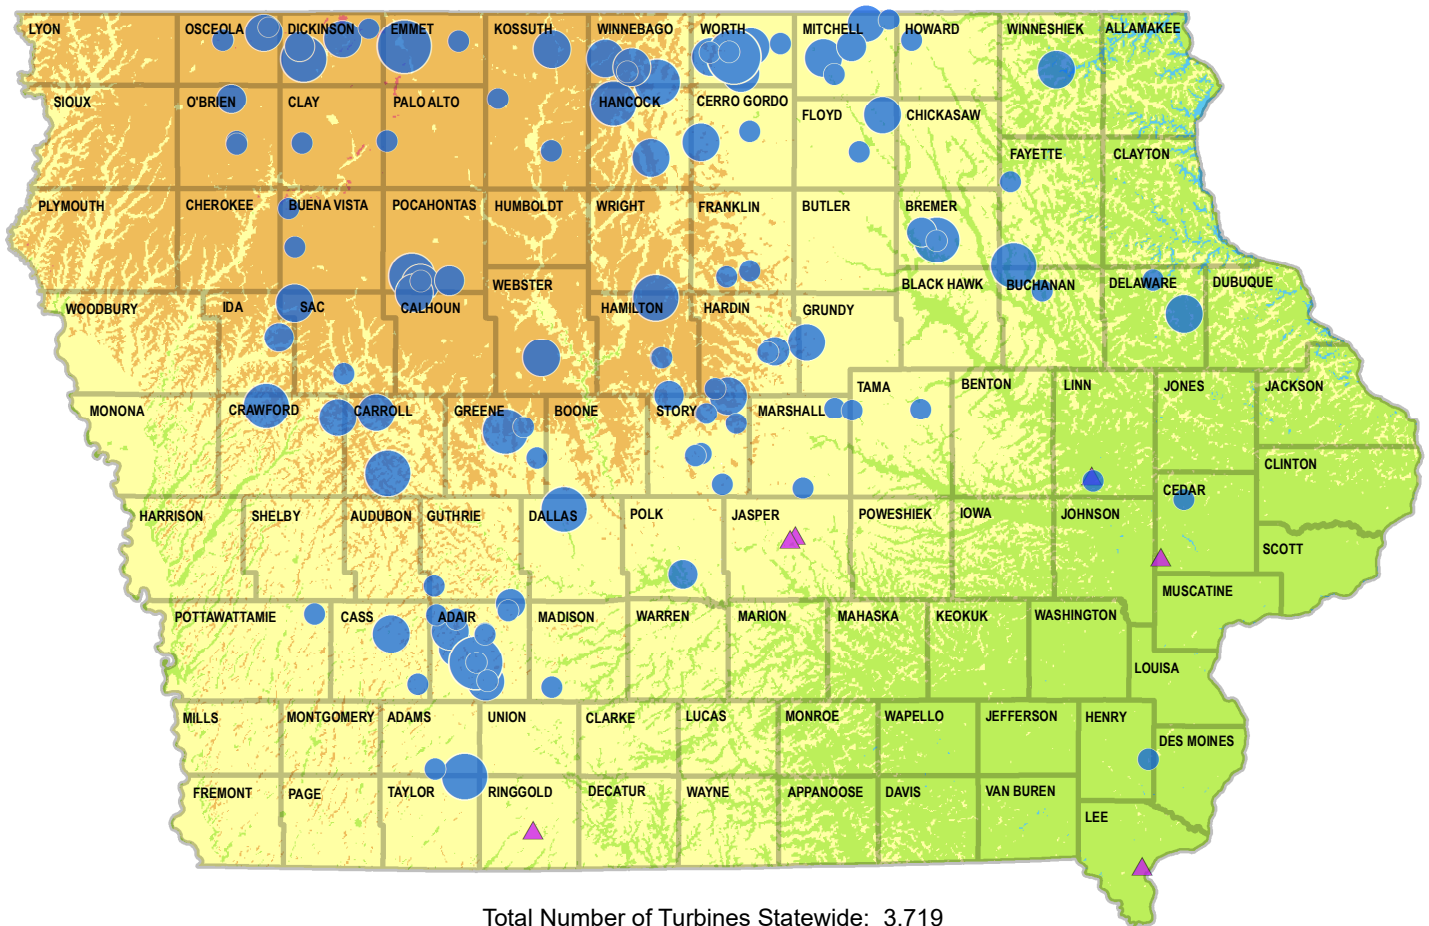 LYON OSCEOLA DICKINSON EMMET KOSSUTH WINNEBAGO WORTH MITCHELL HOWARD WINNESHIEK ALLAMAKEE
SIOUX O'BRIEN CLAY PALO ALTO HANCOCK CERRO GORDO FLOYD CHICKASAW
FAYETTE CLAYTON
PLYMOUTH CHEROKEE BUENA VISTA POCAHONTAS HUMBOLDT WRIGHT FRANKLIN BUTLER BREMER
WOODBURY IDA SAC CALHOUN WEBSTER HAMILTON HARDIN GRUNDY BLACK HAWK BUCHANAN DELAWARE DUBUQUE
MONONA CRAWFORD CARROLL GREENE BOONE STORY MARSHALL TAMA BENTON LINN JONES JACKSON
CLINTON
CEDAR
HARRISON SHELBY AUDUBON GUTHRIE DALLAS POLK JASPER POWESHIEK IOWA JOHNSON
SCOTT
MUSCATINE
POTTAWATTAMIE CASS ADAIR MADISON WARREN MARION MAHASKA KEOKUK WASHINGTON
LOUISA
MILLS MONTGOMERY ADAMS UNION CLARKE LUCAS MONROE WAPELLO JEFFERSON HENRY
DES MOINES
FREMONT PAGE TAYLOR RINGGOLD DECATUR WAYNE APPANOOSE DAVIS VAN BUREN
LEE
Total Number of Turbines Statewide: 3,719